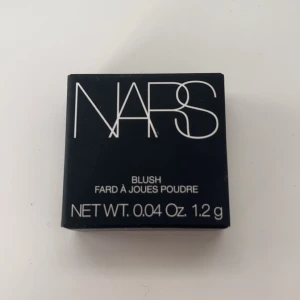 NARS
BLUSH
FARD À JOUES POUDRE
NET WT. 0.04 Oz. 1.2 g